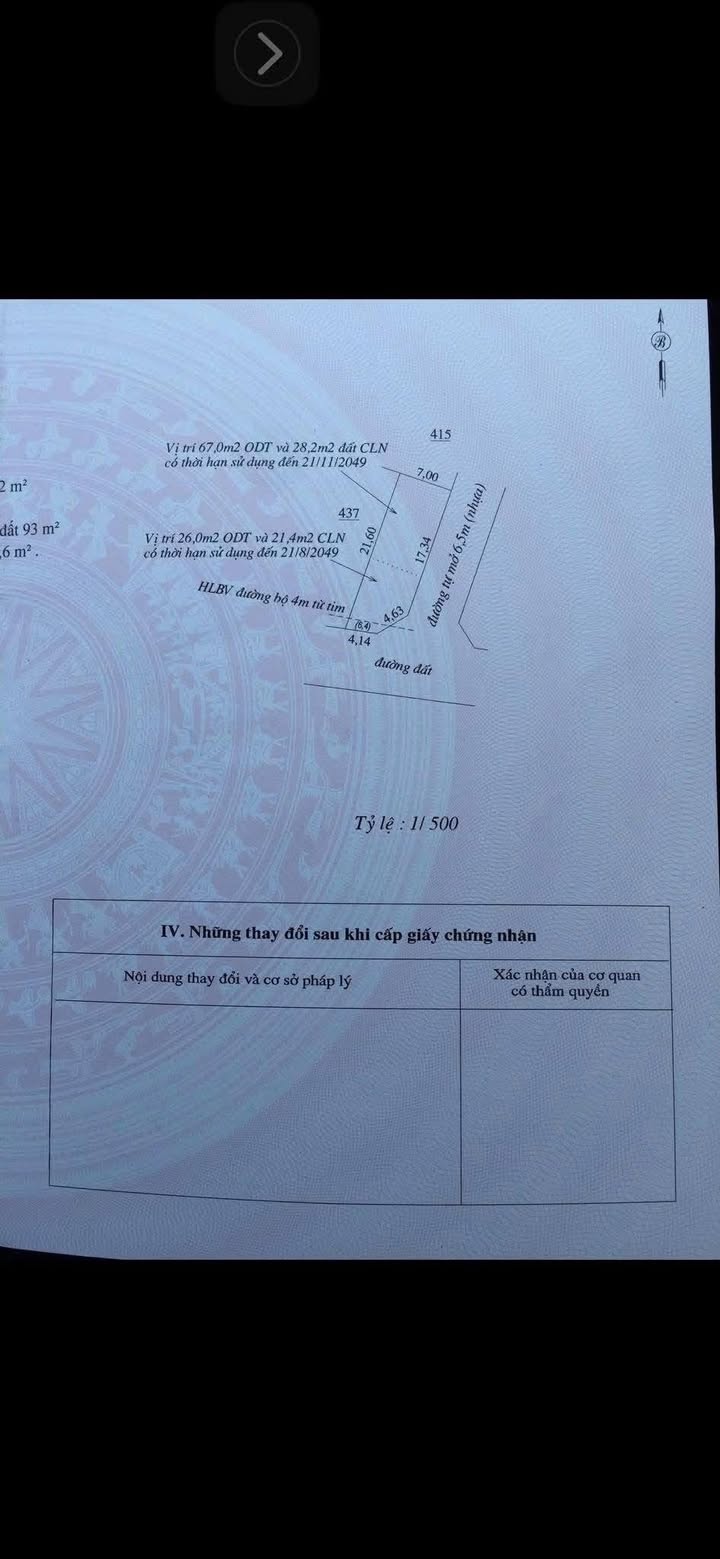 415
Vị trí 67,0m2 ODT và 28,2m2 đất CLN
có thời hạn sử dụng đến 21/11/2049
7,00
2 m²
437
đất 93 m²
,6 m² .
Vị trí 26,0m2 ODT và 21,4m2 CLN
có thời hạn sử dụng đến 21/8/2049
21,60
17,34
đường tự mở 6,5m (nhựa)
HLBV đường bộ 4m từ tim
4,63
(6,4)
4,14
đường đất
Tỷ lệ : 1/ 500
IV. Những thay đổi sau khi cấp giấy chứng nhận
Nội dung thay đổi và cơ sở pháp lý
Xác nhận của cơ quan
có thẩm quyền
B